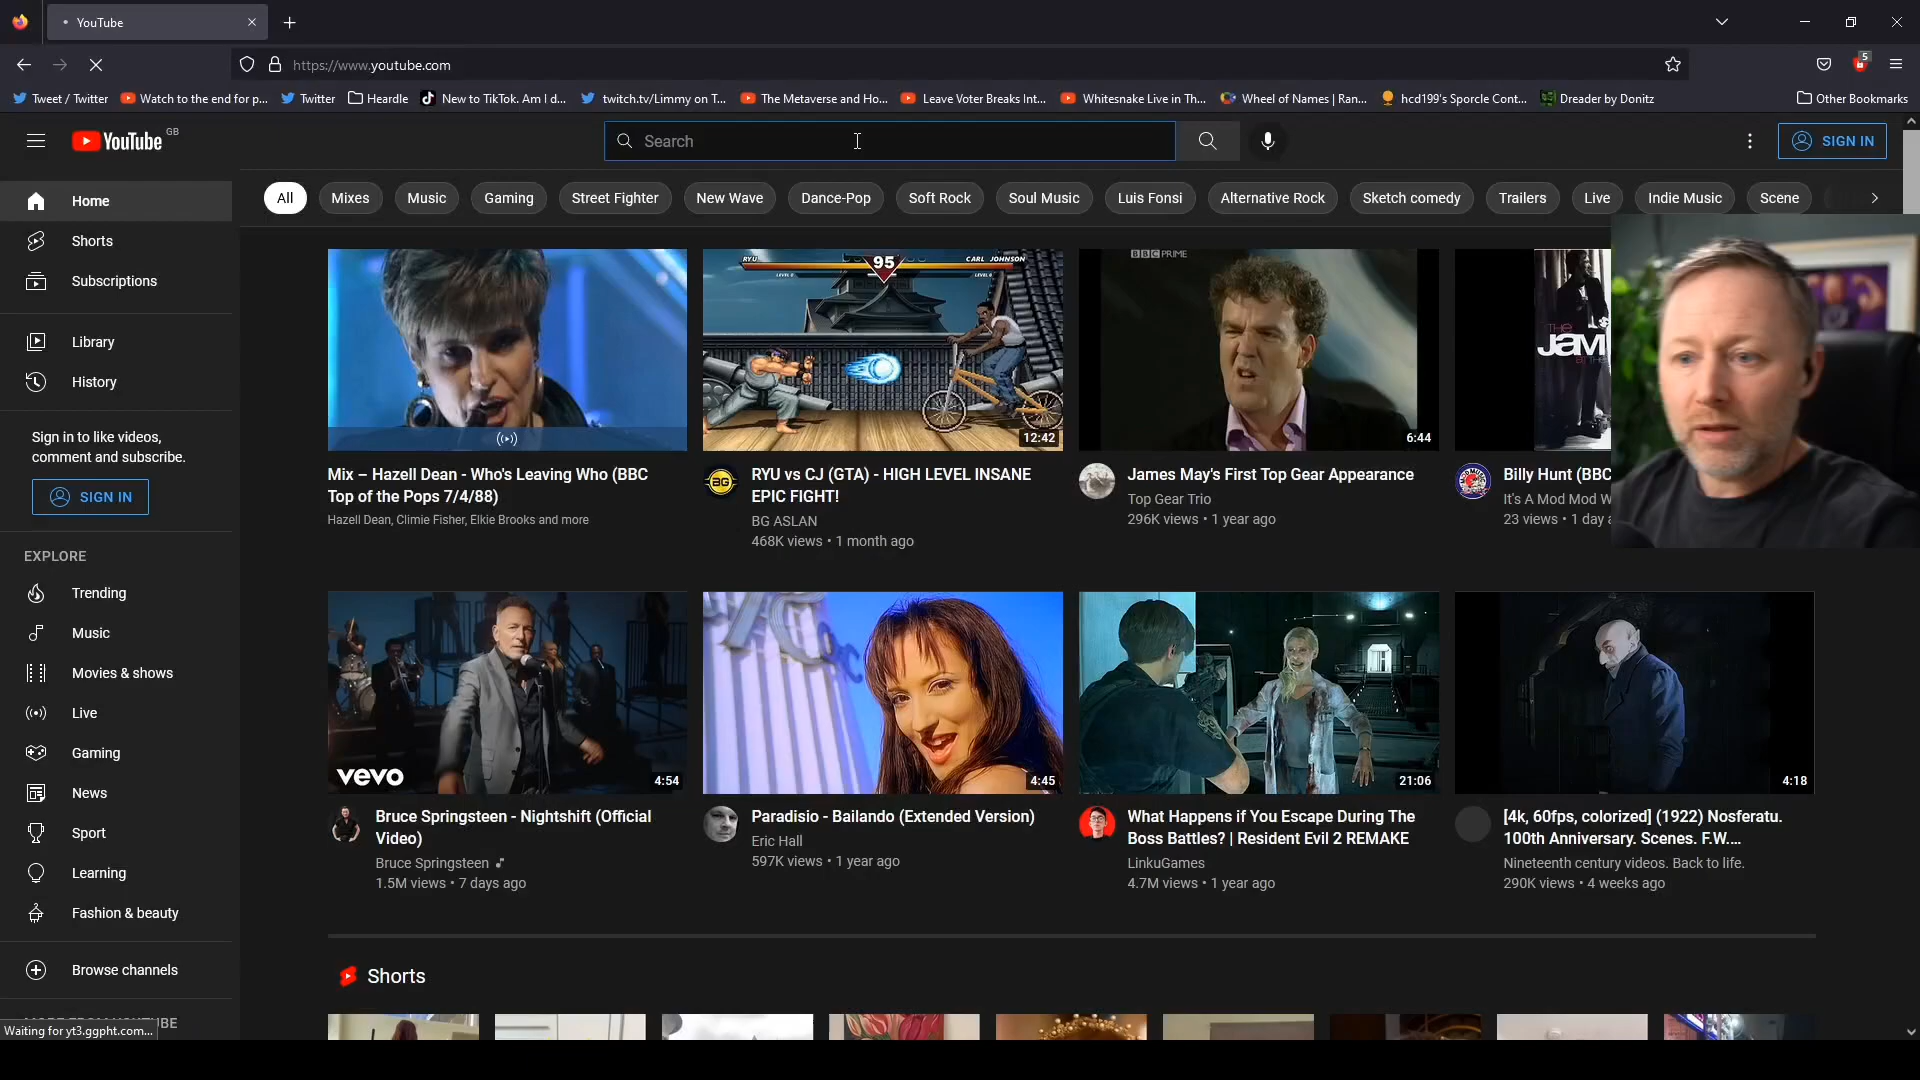 YouTube
https://www.youtube.com
5
Tweet / Twitter
Watch to the end for p...
Twitter
Heardle
New to TikTok. Am I d...
twitch.tv/Limmy on T...
The Metaverse and Ho...
Leave Voter Breaks Int...
Whitesnake Live in Th...
Wheel of Names | Ran...
hcd199's Sporcle Cont...
Dreader by Donitz
Other Bookmarks
YouTube GB
Search
SIGN IN
Home
Shorts
Subscriptions
Library
History
Sign in to like videos,
comment and subscribe.
SIGN IN
EXPLORE
Trending
Music
Movies & shows
Live
Gaming
News
Sport
Learning
Fashion & beauty
Browse channels
Waiting for yt3.ggpht.com...
All
Mixes
Music
Gaming
Street Fighter
New Wave
Dance-Pop
Soft Rock
Soul Music
Luis Fonsi
Alternative Rock
Sketch comedy
Trailers
Live
Indie Music
Scene
Mix – Hazell Dean - Who's Leaving Who (BBC
Top of the Pops 7/4/88)
Hazell Dean, Climie Fisher, Elkie Brooks and more
RYU
95
CARL JOHNSON
12:42
RYU vs CJ (GTA) - HIGH LEVEL INSANE
EPIC FIGHT!
BG ASLAN
468K views • 1 month ago
BBC PRIME
6:44
James May's First Top Gear Appearance
Top Gear Trio
296K views • 1 year ago
THE
JAM
Billy Hunt (BBC
It's A Mod Mod W
23 views • 1 day a
vevo
4:54
Bruce Springsteen - Nightshift (Official
Video)
Bruce Springsteen
1.5M views • 7 days ago
4:45
Paradisio - Bailando (Extended Version)
Eric Hall
597K views • 1 year ago
21:06
What Happens if You Escape During The
Boss Battles? | Resident Evil 2 REMAKE
LinkuGames
4.7M views • 1 year ago
4:18
[4k, 60fps, colorized] (1922) Nosferatu.
100th Anniversary. Scenes. F.W....
Nineteenth century videos. Back to life.
290K views • 4 weeks ago
Shorts